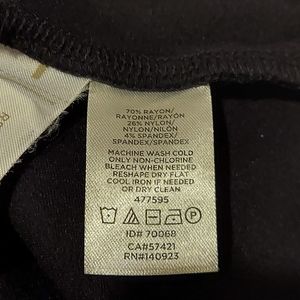 70% RAYON/
RAYONNE/RAYON/
26% NYLON/
NYLON/NILÓN
4% SPANDEX/
SPANDEX/SPANDEX
MACHINE WASH COLD
ONLY NON-CHLORINE
BLEACH WHEN NEEDED
RESHAPE DRY FLAT
COOL IRON IF NEEDED
OR DRY CLEAN
477595
ID# 70068
CA#57421
RN#140923